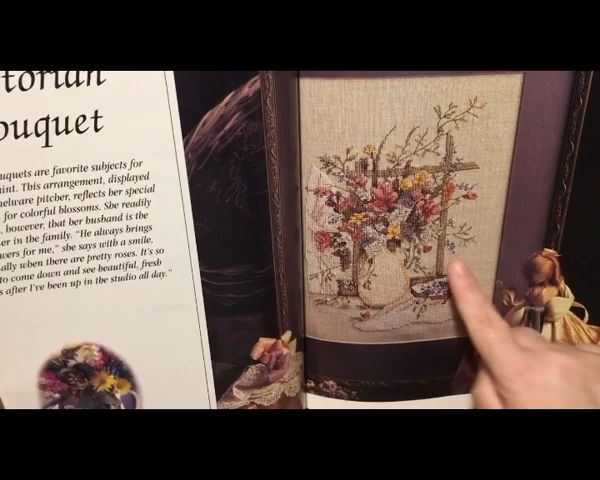 torian
ouquet
ouquets are favorite subjects for
int. This arrangement, displayed
nelware pitcher, reflects her special
for colorful blossoms. She readily
, however, that her husband is the
er in the family. "He always brings
wers for me," she says with a smile,
ally when there are pretty roses. It's so
to come down and see beautiful, fresh
s after I've been up in the studio all day."